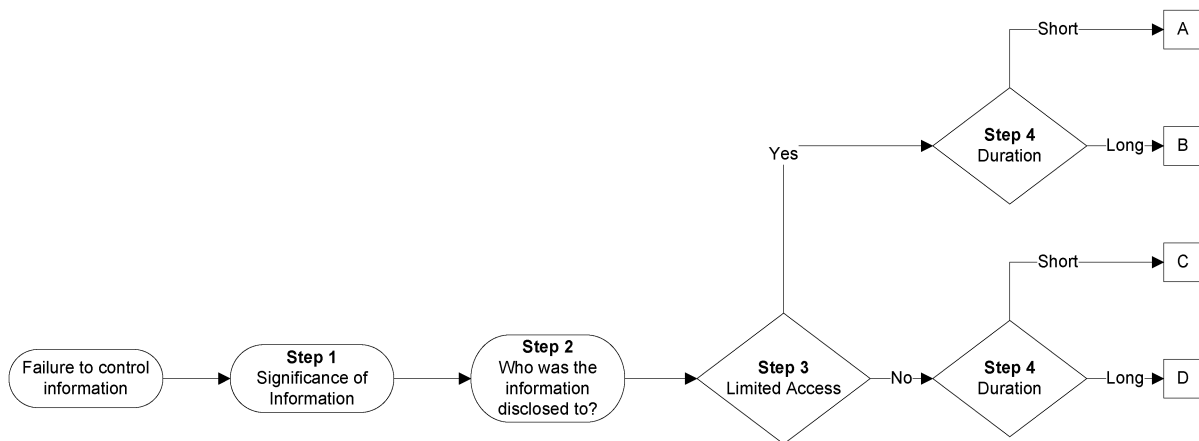 Short
A
Step 4
Duration
Long
B
Yes
Short
C
Failure to control
information
Step 1
Significance of
Information
Step 2
Who was the
information
disclosed to?
Step 3
Limited Access
No
Step 4
Duration
Long
D